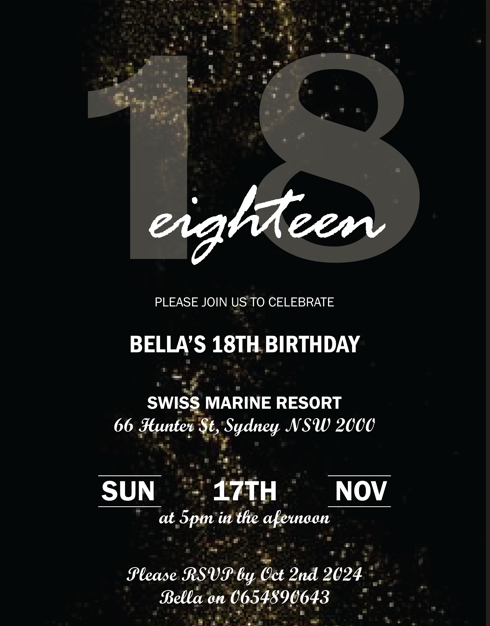 18
eighteen
PLEASE JOIN US TO CELEBRATE
BELLA'S 18TH BIRTHDAY
SWISS MARINE RESORT
66 Hunter St, Sydney NSW 2000
SUN 17TH NOV
at 5pm in the afernoon
Please RSVP by Oct 2nd 2024
Bella on 0654890643